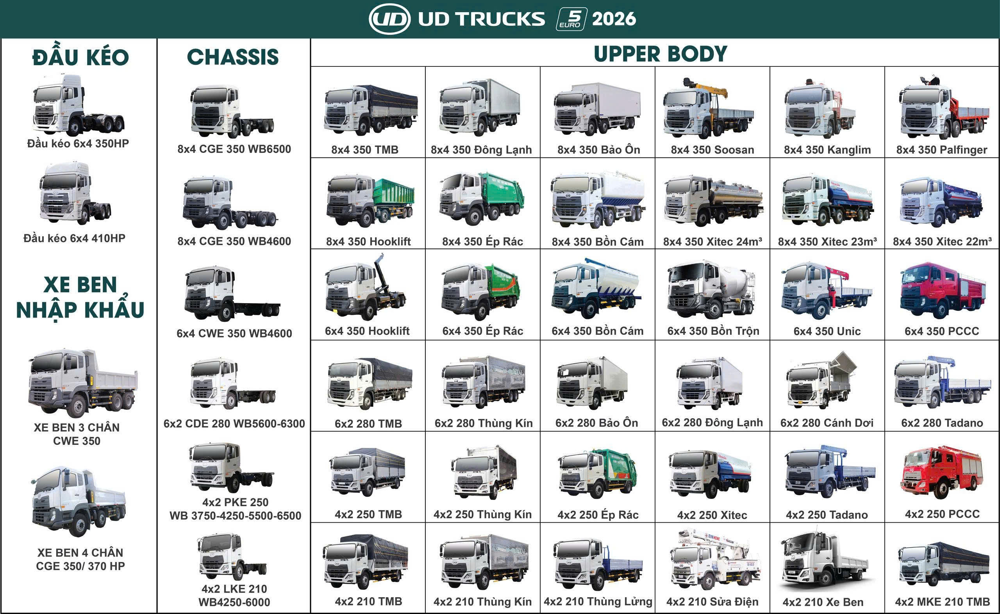 UD UD TRUCKS 5 EURO 2026
ĐẦU KÉO
Đầu kéo 6x4 350HP
Đầu kéo 6x4 410HP
XE BEN
NHẬP KHẨU
XE BEN 3 CHÂN
CWE 350
XE BEN 4 CHÂN
CGE 350/ 370 HP
CHASSIS
8x4 CGE 350 WB6500
8x4 CGE 350 WB4600
6x4 CWE 350 WB4600
6x2 CDE 280 WB5600-6300
4x2 PKE 250
WB 3750-4250-5500-6500
4x2 LKE 210
WB4250-6000
UPPER BODY
8x4 350 TMB
8x4 350 Đông Lạnh
8x4 350 Bảo Ôn
8x4 350 Soosan
8x4 350 Kanglim
8x4 350 Palfinger
8x4 350 Hooklift
8x4 350 Ép Rác
8x4 350 Bồn Cám
8x4 350 Xitec 24m³
8x4 350 Xitec 23m³
8x4 350 Xitec 22m³
6x4 350 Hooklift
6x4 350 Ép Rác
6x4 350 Bồn Cám
6x4 350 Bồn Trộn
6x4 350 Unic
6x4 350 PCCC
6x2 280 TMB
6x2 280 Thùng Kín
6x2 280 Bảo Ôn
6x2 280 Đông Lạnh
6x2 280 Cánh Dơi
6x2 280 Tadano
4x2 250 TMB
4x2 250 Thùng Kín
4x2 250 Ép Rác
4x2 250 Xitec
4x2 250 Tadano
4x2 250 PCCC
EVNHCMC
4x2 210 TMB
4x2 210 Thùng Kín
4x2 210 Thùng Lửng
4x2 210 Sửa Điện
4x2 210 Xe Ben
4x2 MKE 210 TMB